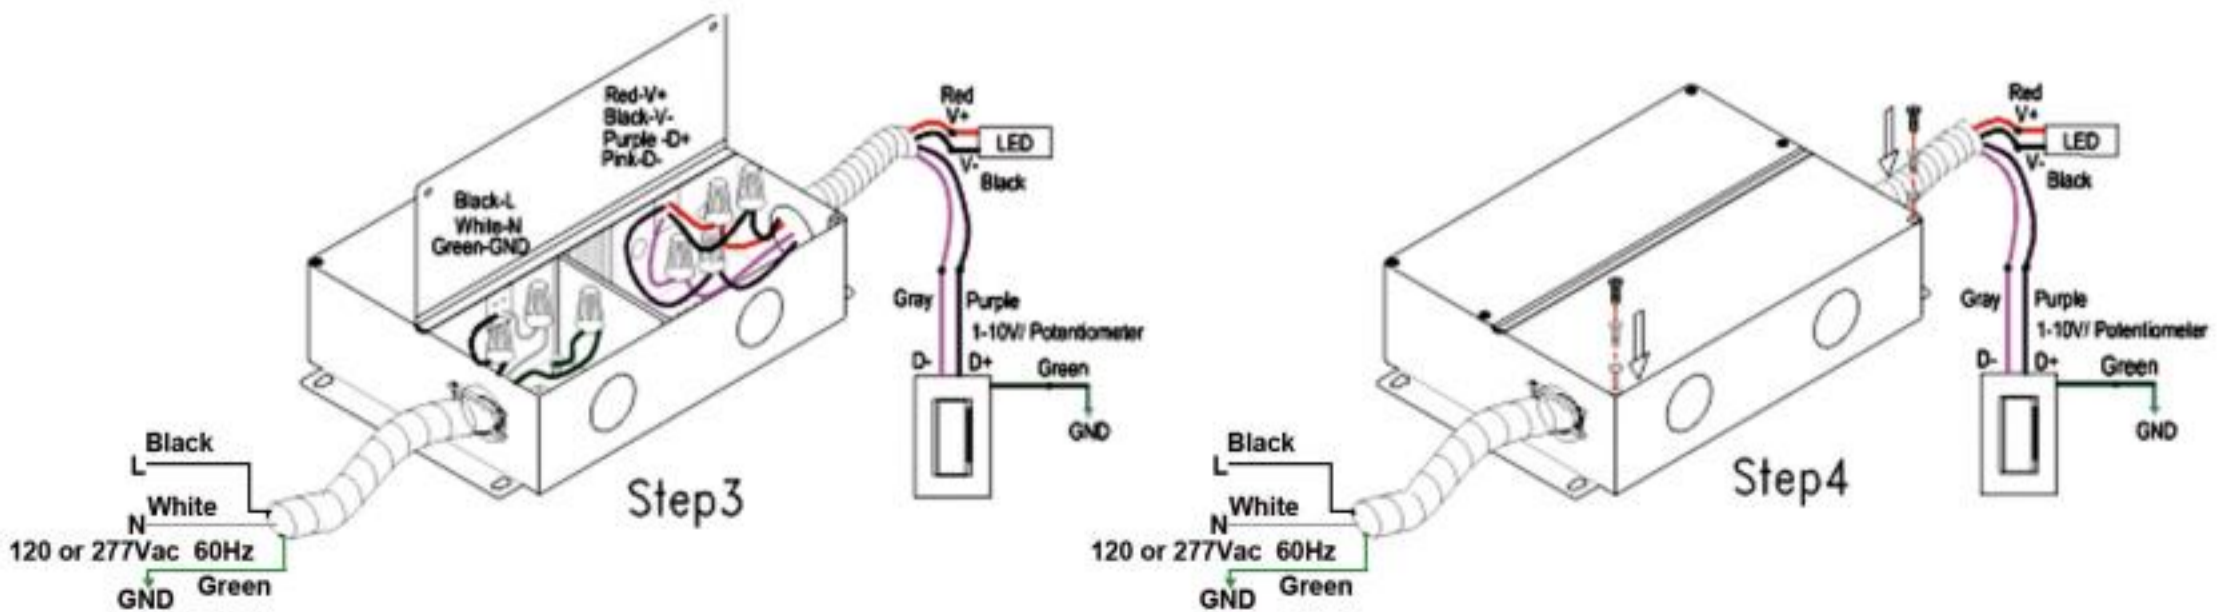 Red-V+
Black-V-
Purple -D+
Pink-D-
Black-L
White-N
Green-GND
Red
V+
LED
V-
Black
Gray
Purple
1-10V/ Potentiometer
D-
D+
Green
GND
Black
L
White
N
120 or 277Vac 60Hz
Green
GND
Step3
Red
V+
LED
V-
Black
Gray
Purple
1-10V/ Potentiometer
D-
D+
Green
GND
Black
L
White
N
120 or 277Vac 60Hz
Green
GND
Step4